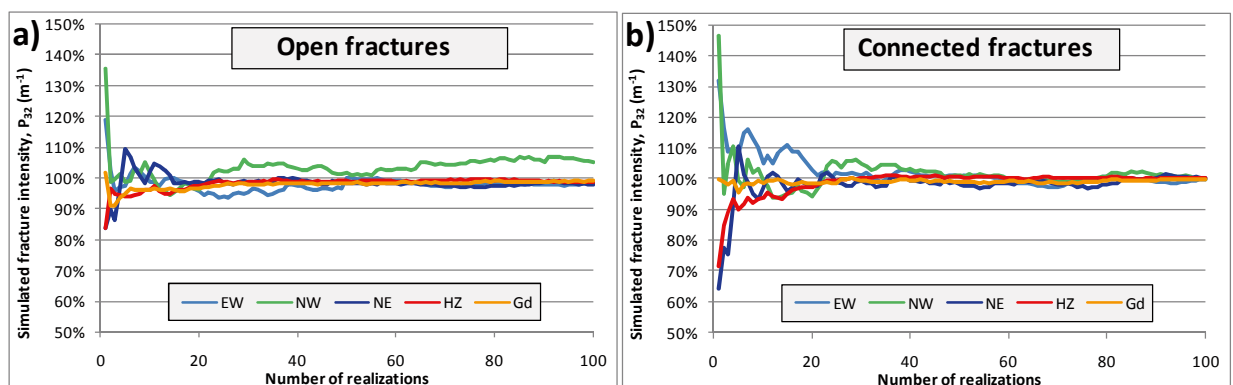 a)
Open fractures
Simulated fracture intensity, P32 (m-1)
150%
140%
130%
120%
110%
100%
90%
80%
70%
60%
50%
EW NW NE HZ Gd
0 20 40 60 80 100
Number of realizations
b)
Connected fractures
Simulated fracture intensity, P32 (m-1)
150%
140%
130%
120%
110%
100%
90%
80%
70%
60%
50%
EW NW NE HZ Gd
0 20 40 60 80 100
Number of realizations